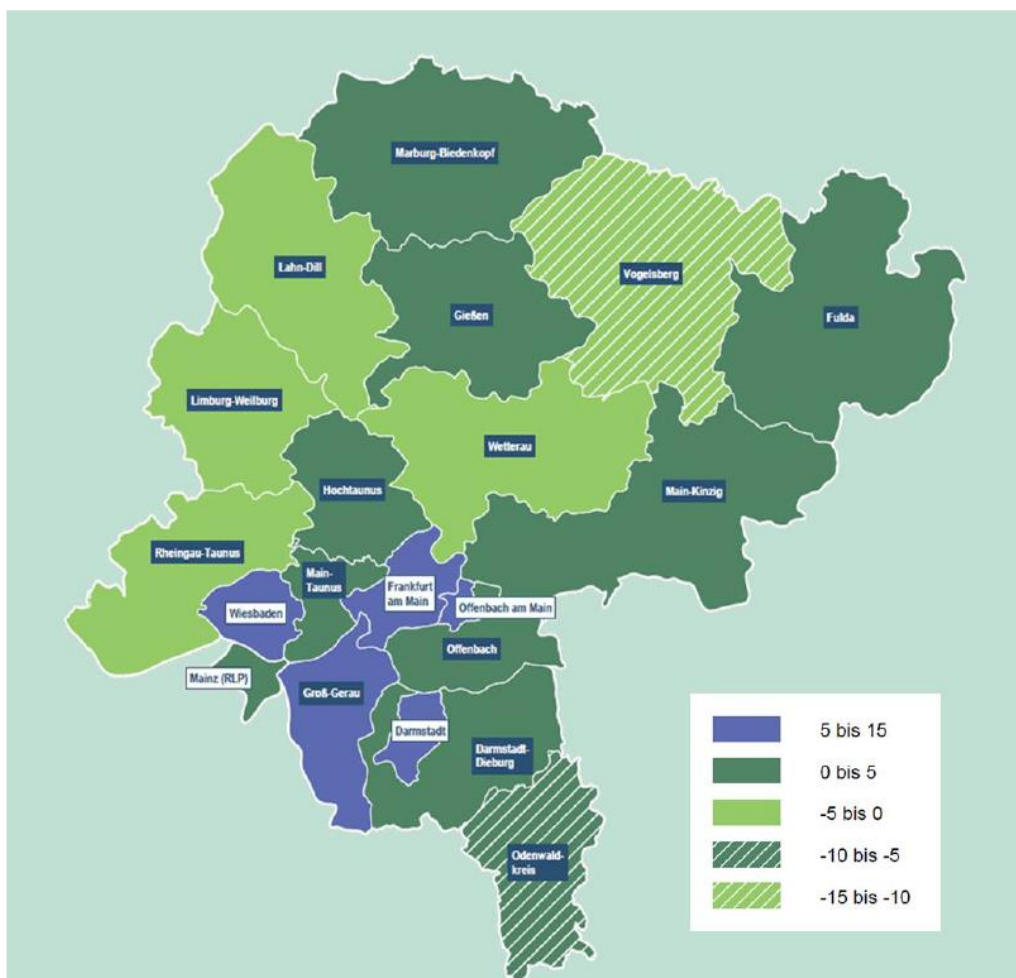 Marburg-Biedenkopf
Lahn-Dill
Vogelsberg
Gießen
Fulda
Limburg-Weilburg
Wetterau
Hochtaunus
Main-Kinzig
Rheingau-Taunus
Main-
Taunus
Frankfurt
am Main
Wiesbaden
Offenbach am Main
Offenbach
Mainz (RLP)
Groß-Gerau
Darmstadt
Darmstadt-
Dieburg
Odenwald-
kreis
5 bis 15
0 bis 5
-5 bis 0
-10 bis -5
-15 bis -10